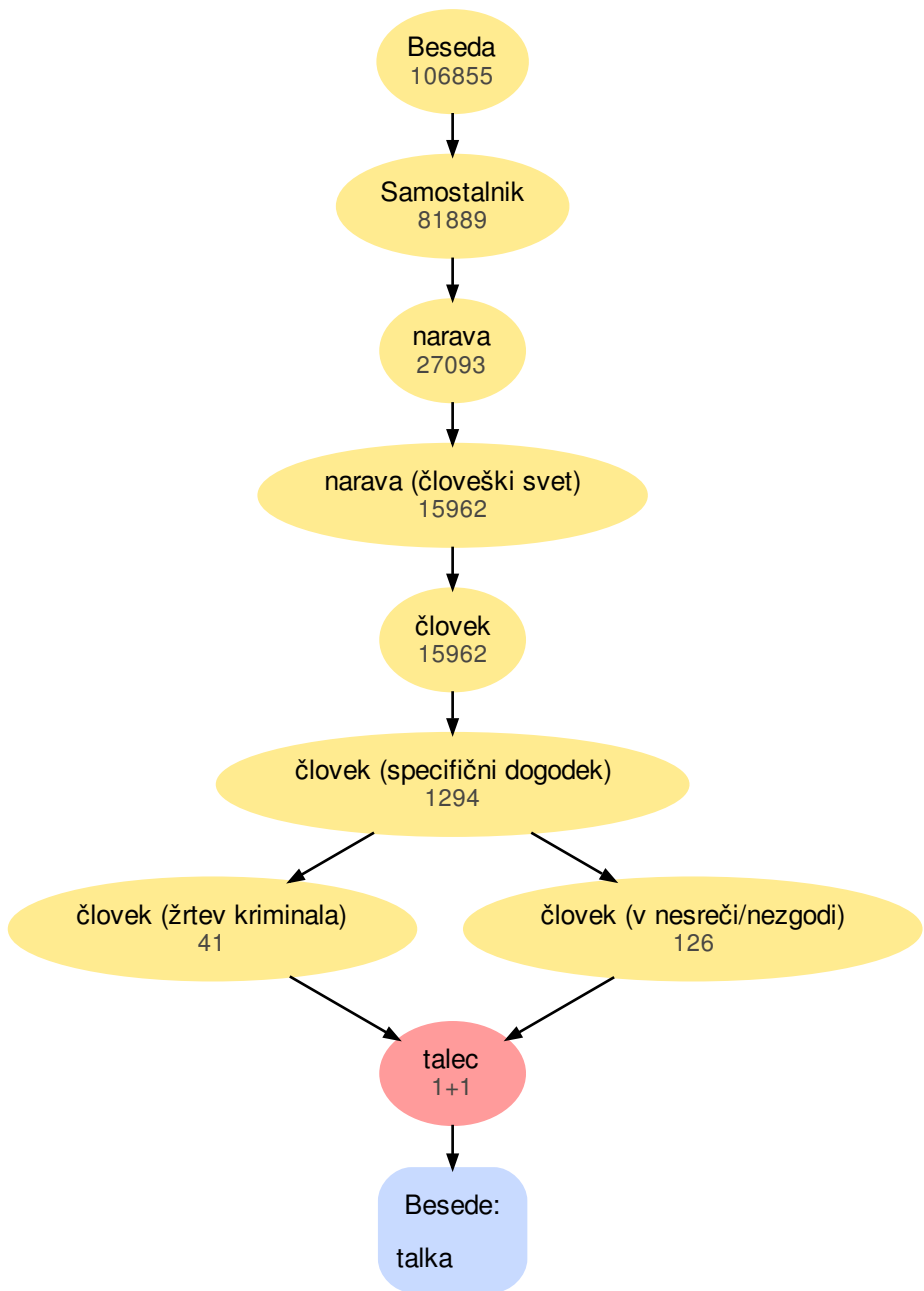 Beseda
106855
Samostalnik
81889
narava
27093
narava (človeški svet)
15962
človek
15962
človek (specifični dogodek)
1294
človek (žrtev kriminala)
41
človek (v nesreči/nezgodi)
126
talec
1+1
Besede:
talka